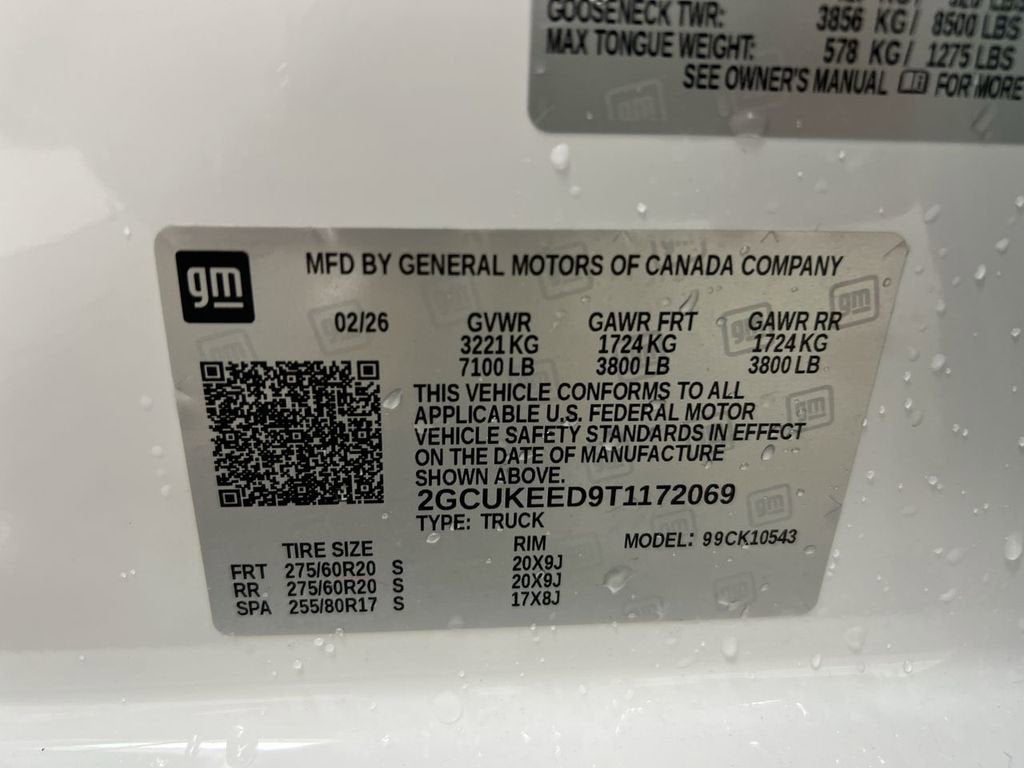 GOOSENECK TWR: 3856 KG/ 8500 LBS
MAX TONGUE WEIGHT: 578 KG/ 1275 LBS
SEE OWNER'S MANUAL FOR MORE
gm
MFD BY GENERAL MOTORS OF CANADA COMPANY
02/26 GVWR GAWR FRT GAWR RR
3221 KG 1724 KG 1724 KG
7100 LB 3800 LB 3800 LB
THIS VEHICLE CONFORMS TO ALL
APPLICABLE U.S. FEDERAL MOTOR
VEHICLE SAFETY STANDARDS IN EFFECT
ON THE DATE OF MANUFACTURE
SHOWN ABOVE.
2GCUKEED9T1172069
TYPE: TRUCK
TIRE SIZE RIM MODEL: 99CK10543
FRT 275/60R20 S 20X9J
RR 275/60R20 S 20X9J
SPA 255/80R17 S 17X8J